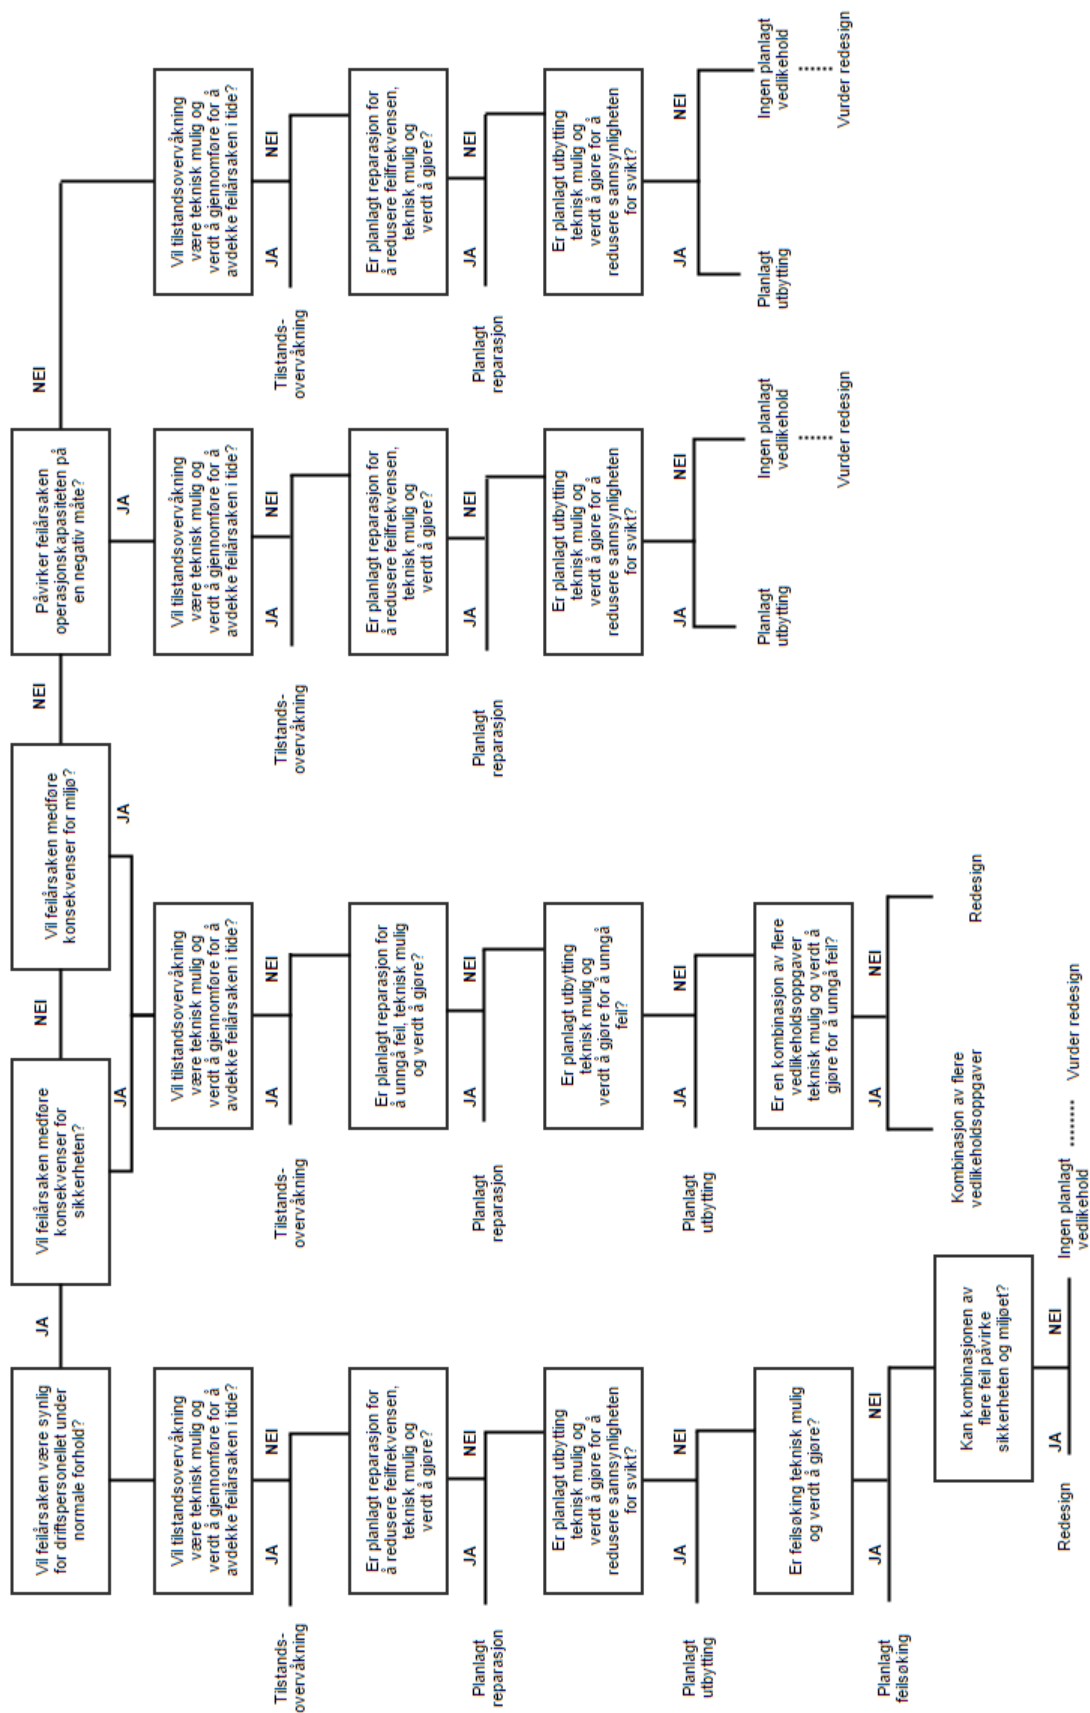 Vil feilårsaken være synlig
for driftspersonellet under
normale forhold?
JA
Vil feilårsaken medføre
konsekvenser for
sikkerheten?
NEI
Vil feilårsaken medføre
konsekvenser for miljø?
NEI
Påvirker feilårsaken
operasjonskapasiteten på
en negativ måte?
NEI
JA
JA
JA
Vil tilstandsovervåkning
være teknisk mulig og
verdt å gjennomføre for å
avdekke feilårsaken i tide?
JA
NEI
Tilstands-
overvåkning
Er planlagt reparasjon for
å redusere feilfrekvensen,
teknisk mulig og
verdt å gjøre?
JA
NEI
Planlagt
reparasjon
Er planlagt utbytting
teknisk mulig og
verdt å gjøre for å
redusere sannsynligheten
for svikt?
JA
NEI
Planlagt
utbytting
Er feilsøking teknisk mulig
og verdt å gjøre?
JA
NEI
Planlagt
feilsøking
Kan kombinasjonen av
flere feil påvirke
sikkerheten og miljøet?
JA
NEI
Redesign
Ingen planlagt
vedlikehold
Vurder redesign
Vil tilstandsovervåkning
være teknisk mulig og
verdt å gjennomføre for å
avdekke feilårsaken i tide?
JA
NEI
Tilstands-
overvåkning
Er planlagt reparasjon for
å unngå feil, teknisk mulig
og verdt å gjøre?
JA
NEI
Planlagt
reparasjon
Er planlagt utbytting
teknisk mulig og
verdt å gjøre for å unngå
feil?
JA
NEI
Planlagt
utbytting
Er en kombinasjon av flere
vedlikeholdsoppgaver
teknisk mulig og verdt å
gjøre for å unngå feil?
JA
NEI
Kombinasjon av flere
vedlikeholdsoppgaver
Redesign
Vil tilstandsovervåkning
være teknisk mulig og
verdt å gjennomføre for å
avdekke feilårsaken i tide?
JA
NEI
Tilstands-
overvåkning
Er planlagt reparasjon for
å redusere feilfrekvensen,
teknisk mulig og
verdt å gjøre?
JA
NEI
Planlagt
reparasjon
Er planlagt utbytting
teknisk mulig og
verdt å gjøre for å
redusere sannsynligheten
for svikt?
JA
NEI
Planlagt
utbytting
Ingen planlagt
vedlikehold
Vurder redesign
Vil tilstandsovervåkning
være teknisk mulig og
verdt å gjennomføre for å
avdekke feilårsaken i tide?
JA
NEI
Tilstands-
overvåkning
Er planlagt reparasjon for
å redusere feilfrekvensen,
teknisk mulig og
verdt å gjøre?
JA
NEI
Planlagt
reparasjon
Er planlagt utbytting
teknisk mulig og
verdt å gjøre for å
redusere sannsynligheten
for svikt?
JA
NEI
Planlagt
utbytting
Ingen planlagt
vedlikehold
Vurder redesign